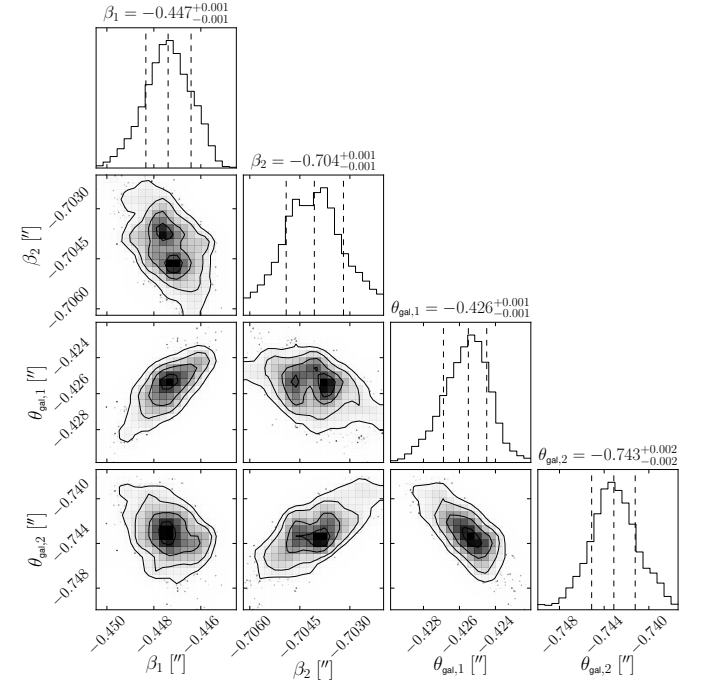 β₁ = −0.447 +0.001 −0.001
β₂ = −0.704 +0.001 −0.001
−0.7030
−0.7045
−0.7060
β₂ [″]
θgal,1 = −0.426 +0.001 −0.001
−0.424
−0.426
−0.428
θgal,1 [″]
θgal,2 = −0.743 +0.002 −0.002
−0.740
−0.744
−0.748
θgal,2 [″]
−0.450 −0.448 −0.446
−0.7060 −0.7045 −0.7030
−0.428 −0.426 −0.424
−0.748 −0.744 −0.740
β₁ [″] β₂ [″] θgal,1 [″] θgal,2 [″]